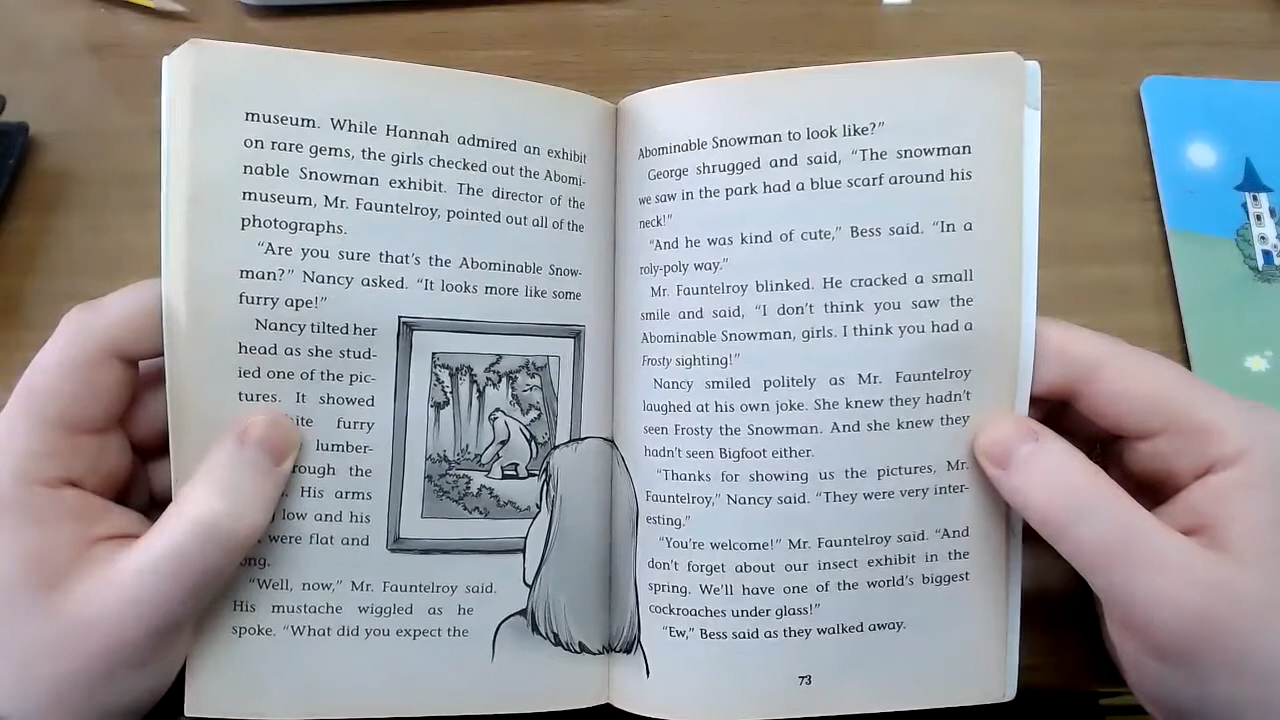 museum. While Hannah admired an exhibit
on rare gems, the girls checked out the Abomi-
nable Snowman exhibit. The director of the
museum, Mr. Fauntelroy, pointed out all of the
photographs.
“Are you sure that’s the Abominable Snow-
man?” Nancy asked. “It looks more like some
furry ape!”
Nancy tilted her
head as she stud-
ied one of the pic-
tures. It showed
furry
lumber-
the
His arms
low and his
were flat and
“Well, now,” Mr. Fauntelroy said.
His mustache wiggled as he
spoke. “What did you expect the
Abominable Snowman to look like?”
George shrugged and said, “The snowman
we saw in the park had a blue scarf around his
neck!”
“And he was kind of cute,” Bess said. “In a
roly-poly way.”
Mr. Fauntelroy blinked. He cracked a small
smile and said, “I don’t think you saw the
Abominable Snowman, girls. I think you had a
Frosty sighting!”
Nancy smiled politely as Mr. Fauntelroy
laughed at his own joke. She knew they hadn’t
seen Frosty the Snowman. And she knew they
hadn’t seen Bigfoot either.
“Thanks for showing us the pictures, Mr.
Fauntelroy,” Nancy said. “They were very inter-
esting.”
“You’re welcome!” Mr. Fauntelroy said. “And
don’t forget about our insect exhibit in the
spring. We’ll have one of the world’s biggest
cockroaches under glass!”
“Ew,” Bess said as they walked away.
73